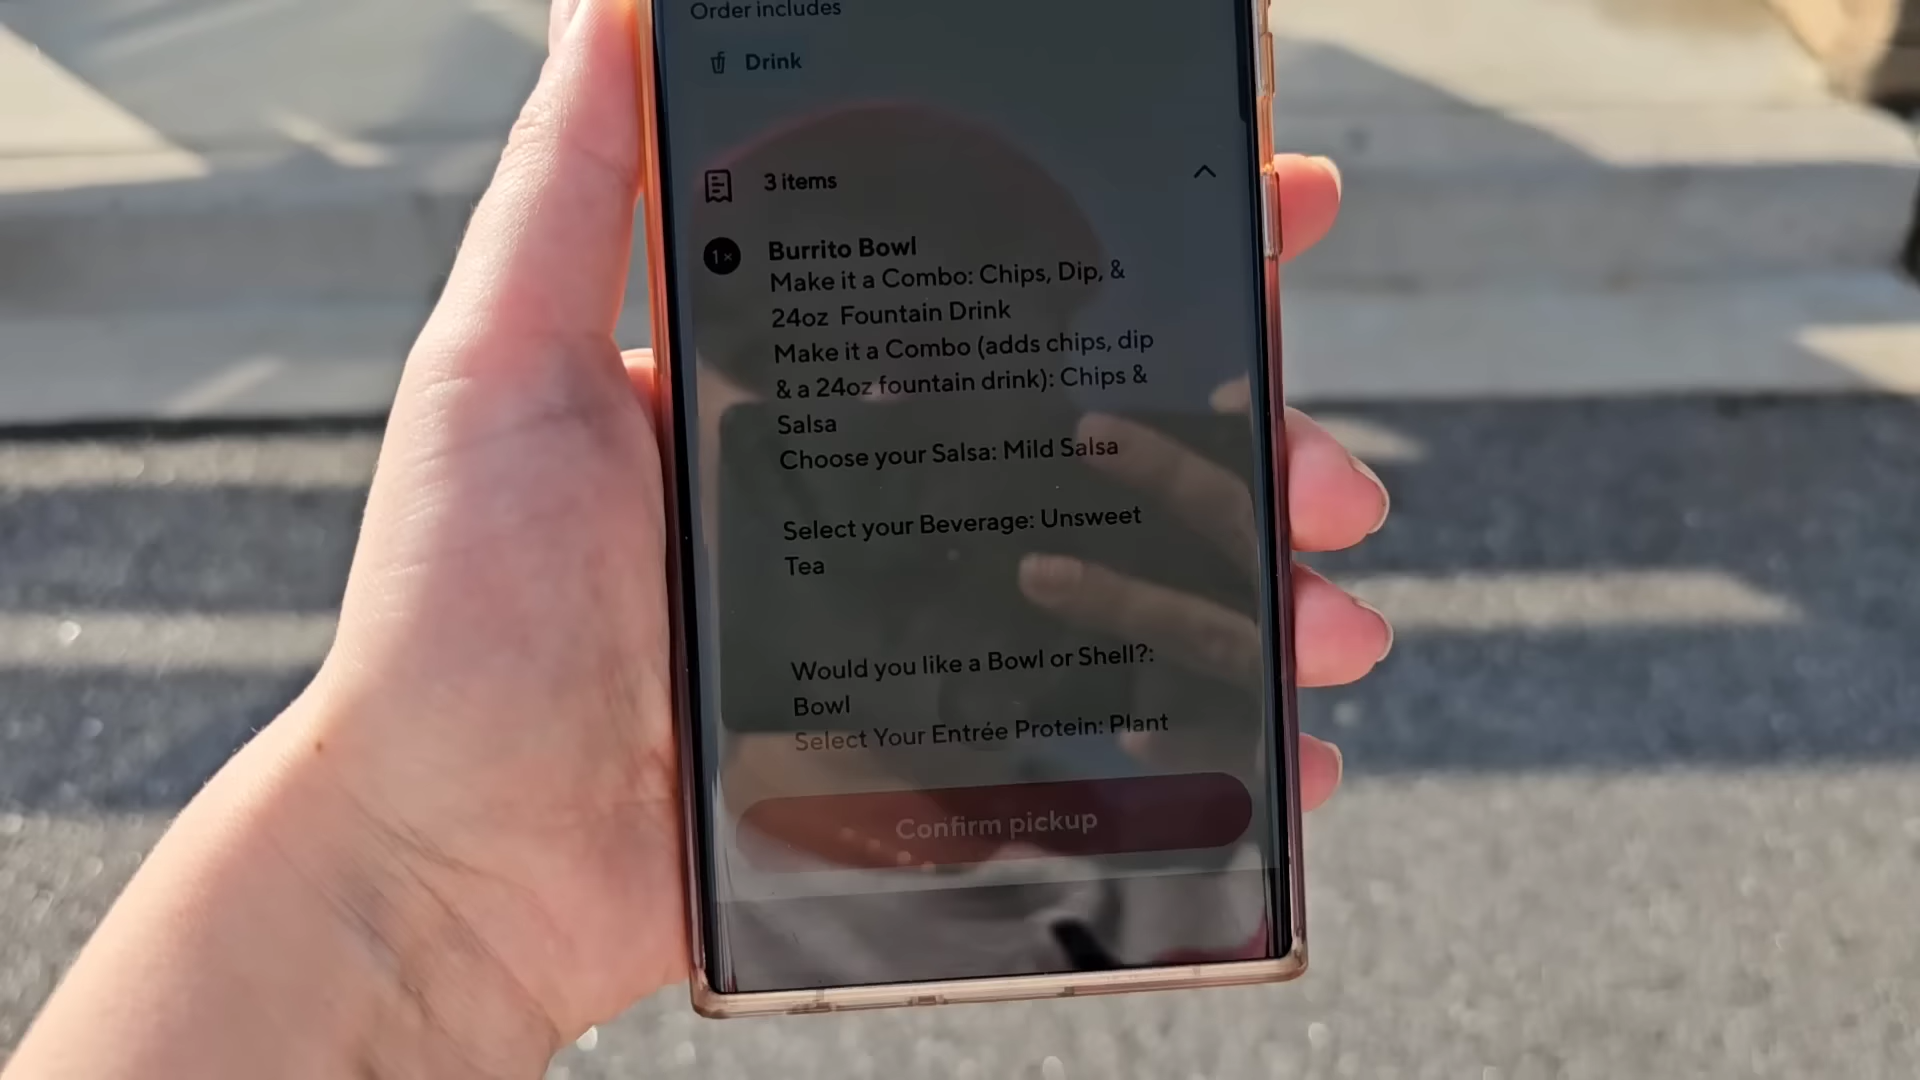 Order includes
Drink
3 items
1×
Burrito Bowl
Make it a Combo: Chips, Dip, &
24oz Fountain Drink
Make it a Combo (adds chips, dip
& a 24oz fountain drink): Chips &
Salsa
Choose your Salsa: Mild Salsa
Select your Beverage: Unsweet
Tea
Would you like a Bowl or Shell?:
Bowl
Select Your Entrée Protein: Plant
Confirm pickup